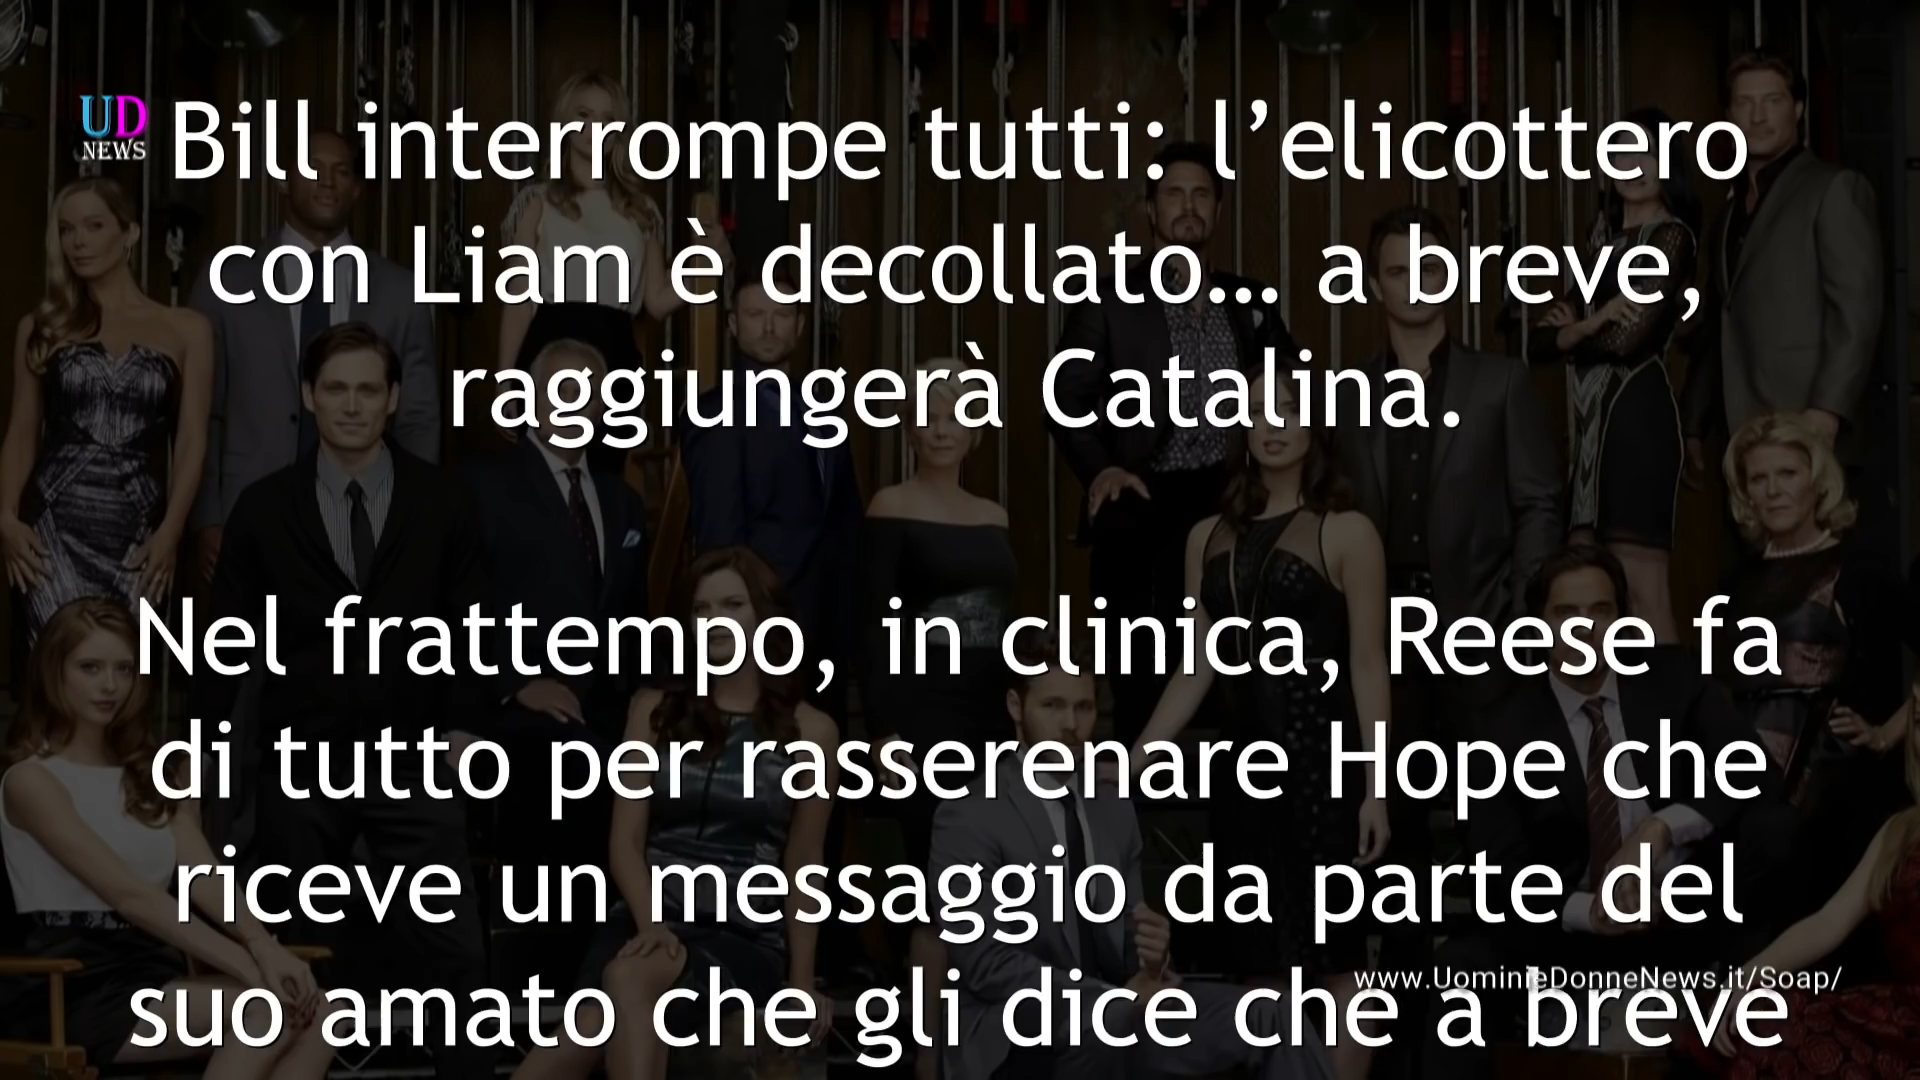 UD
NEWS
Bill interrompe tutti: l’elicottero
con Liam è decollato… a breve,
raggiungerà Catalina.
Nel frattempo, in clinica, Reese fa
di tutto per rasserenare Hope che
riceve un messaggio da parte del
www.UominieDonneNews.it/Soap/
suo amato che gli dice che a breve